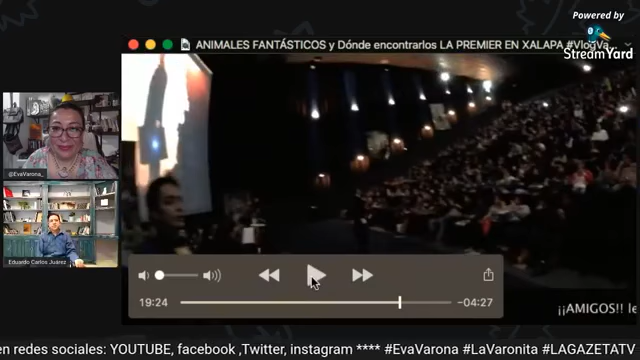 Powered by
StreamYard
ANIMALES FANTÁSTICOS y Dónde encontrarlos LA PREMIER EN XALAPA
@EvaVarona_
Eduardo Carlos Juárez
19:24
-04:27
¡¡AMIGOS!! le
en redes sociales: YOUTUBE, facebook ,Twitter, instagram **** #EvaVarona #LaVaronita #LAGAZETATV